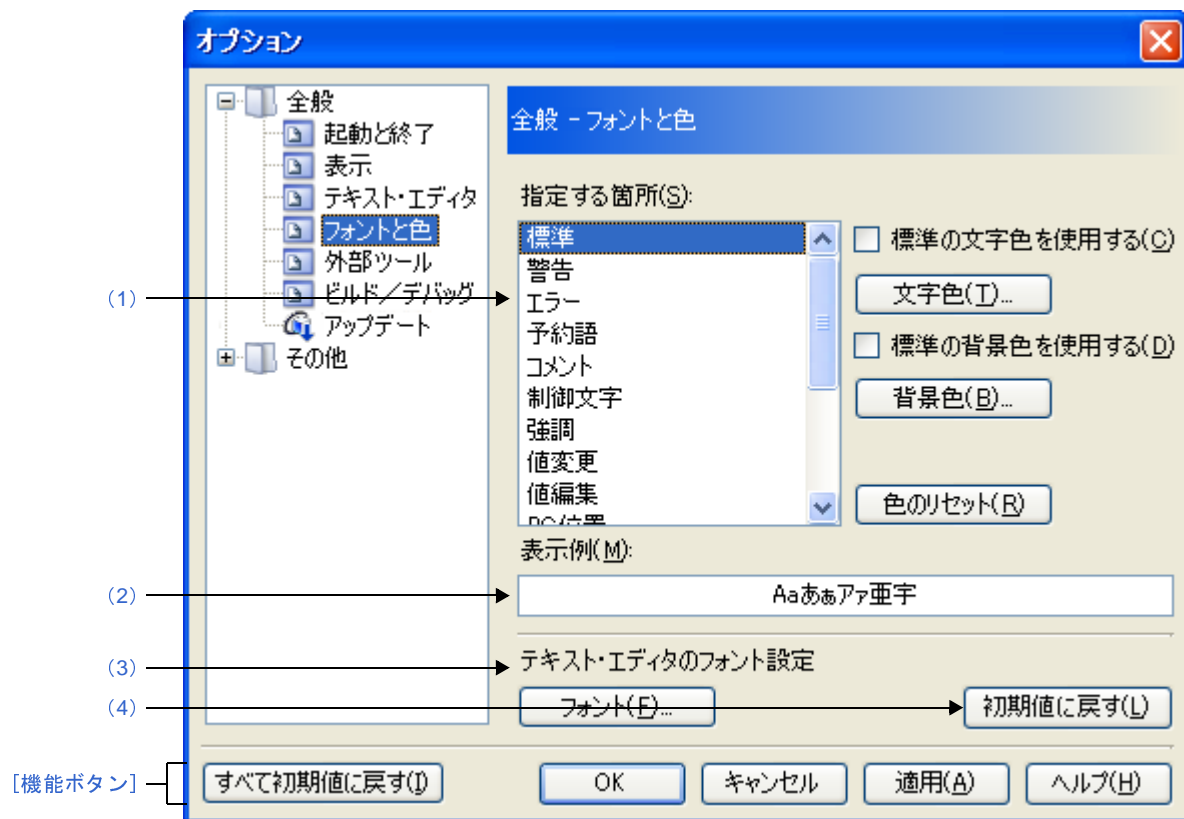 オプション
全般
起動と終了
表示
テキスト・エディタ
フォントと色
外部ツール
ビルド／デバッグ
アップデート
その他
全般 - フォントと色
指定する箇所(S):
標準
警告
エラー
予約語
コメント
制御文字
強調
値変更
値編集
PC位置
標準の文字色を使用する(C)
文字色(T)...
標準の背景色を使用する(D)
背景色(B)...
色のリセット(R)
表示例(M):
Aaあぁアァ亜宇
テキスト・エディタのフォント設定
フォント(F)...
初期値に戻す(L)
すべて初期値に戻す(I)
OK
キャンセル
適用(A)
ヘルプ(H)
(1)
(2)
(3)
(4)
[機能ボタン]